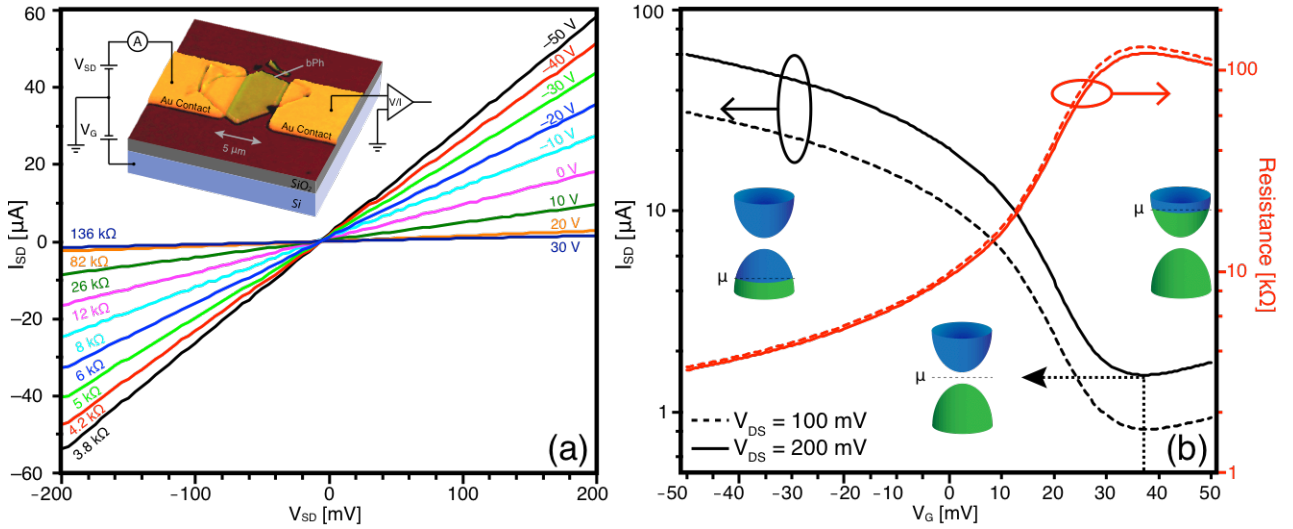 60
40
20
0
−20
−40
−60
I_SD [µA]
−200
−100
0
100
200
V_SD [mV]
A
V_SD
V_G
Au Contact
bPh
Au Contact
V/I
5 µm
SiO₂
Si
−50 V
−40 V
−30 V
−20 V
−10 V
0 V
10 V
20 V
30 V
136 kΩ
82 kΩ
26 kΩ
12 kΩ
8 kΩ
6 kΩ
5 kΩ
4.2 kΩ
3.8 kΩ
(a)
100
10
1
I_SD [µA]
µ
µ
µ
V_DS = 100 mV
V_DS = 200 mV
(b)
−50
−40
−30
−20
−10
0
10
20
30
40
50
V_G [mV]
100
10
1
Resistance [kΩ]